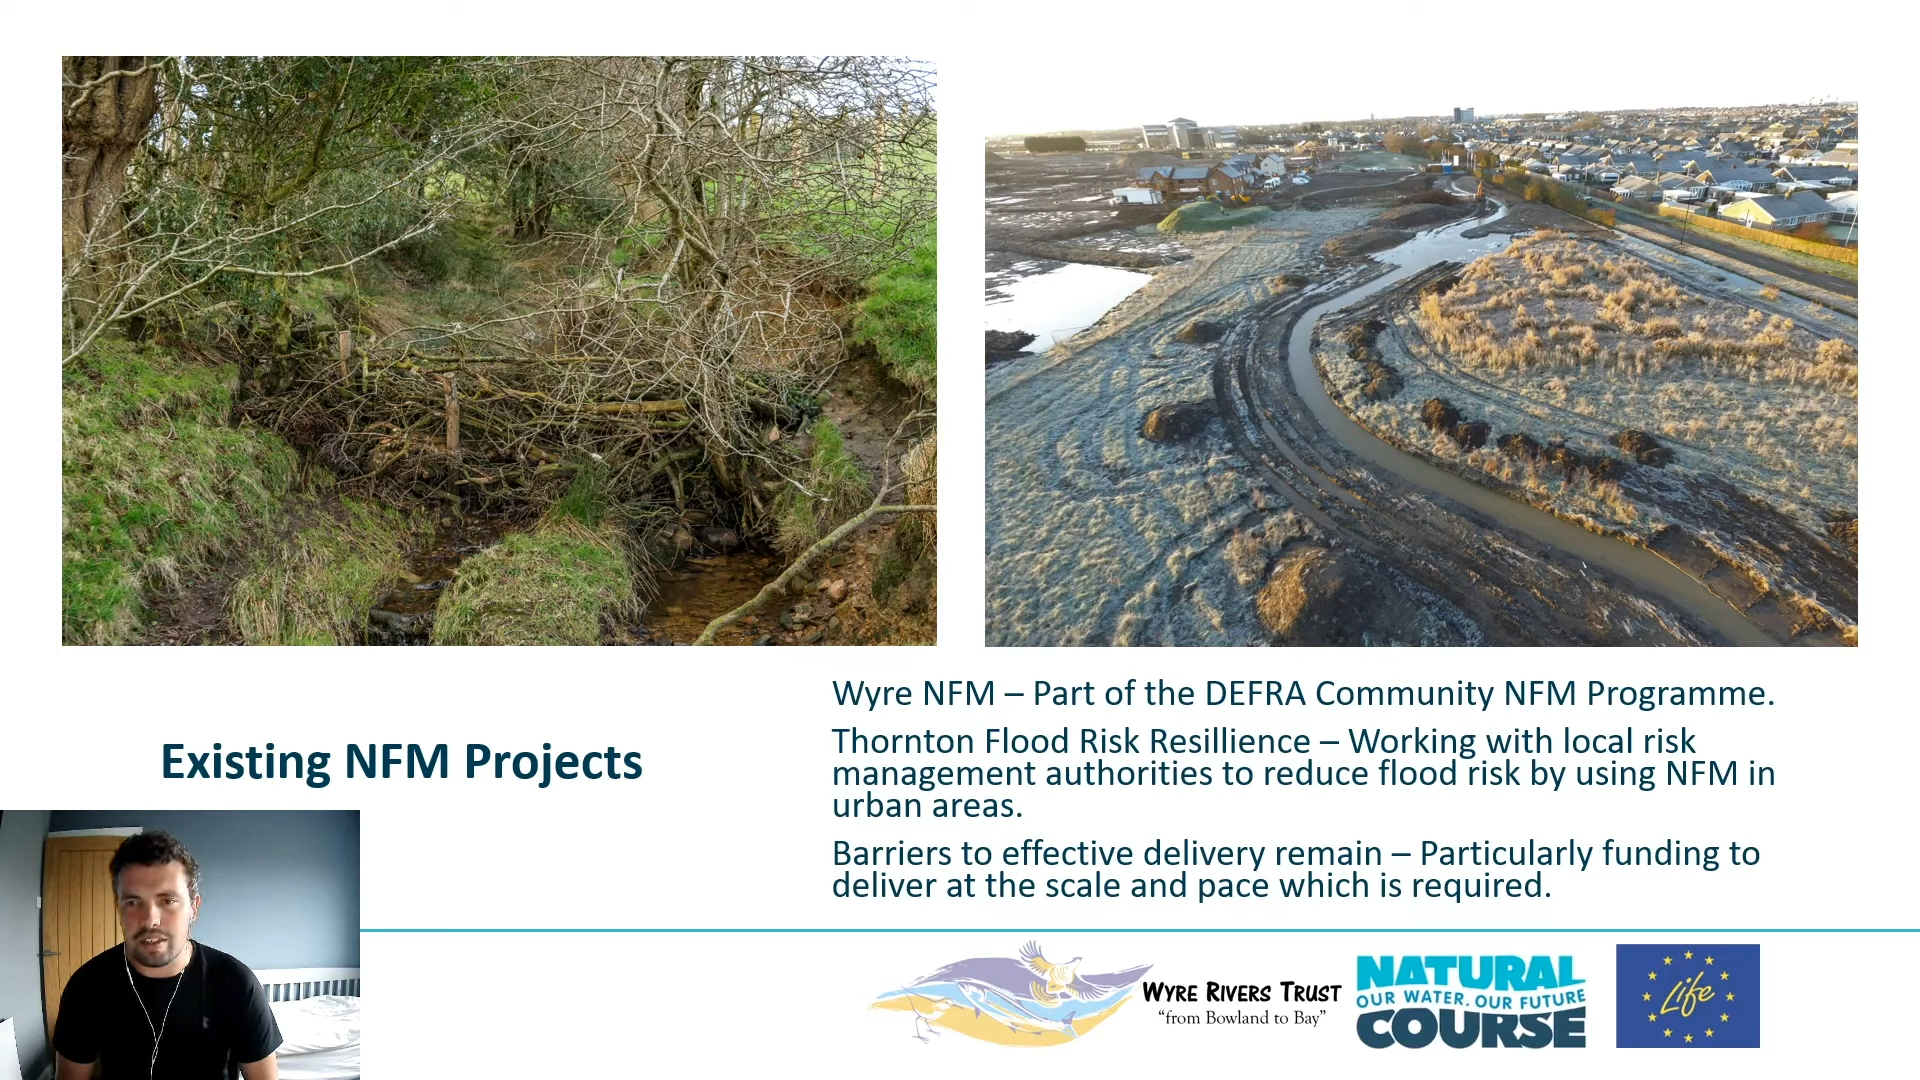 Existing NFM Projects
Wyre NFM – Part of the DEFRA Community NFM Programme.
Thornton Flood Risk Resillience – Working with local risk
management authorities to reduce flood risk by using NFM in
urban areas.
Barriers to effective delivery remain – Particularly funding to
deliver at the scale and pace which is required.
WYRE RIVERS TRUST
“from Bowland to Bay”
NATURAL
OUR WATER. OUR FUTURE
COURSE
Life